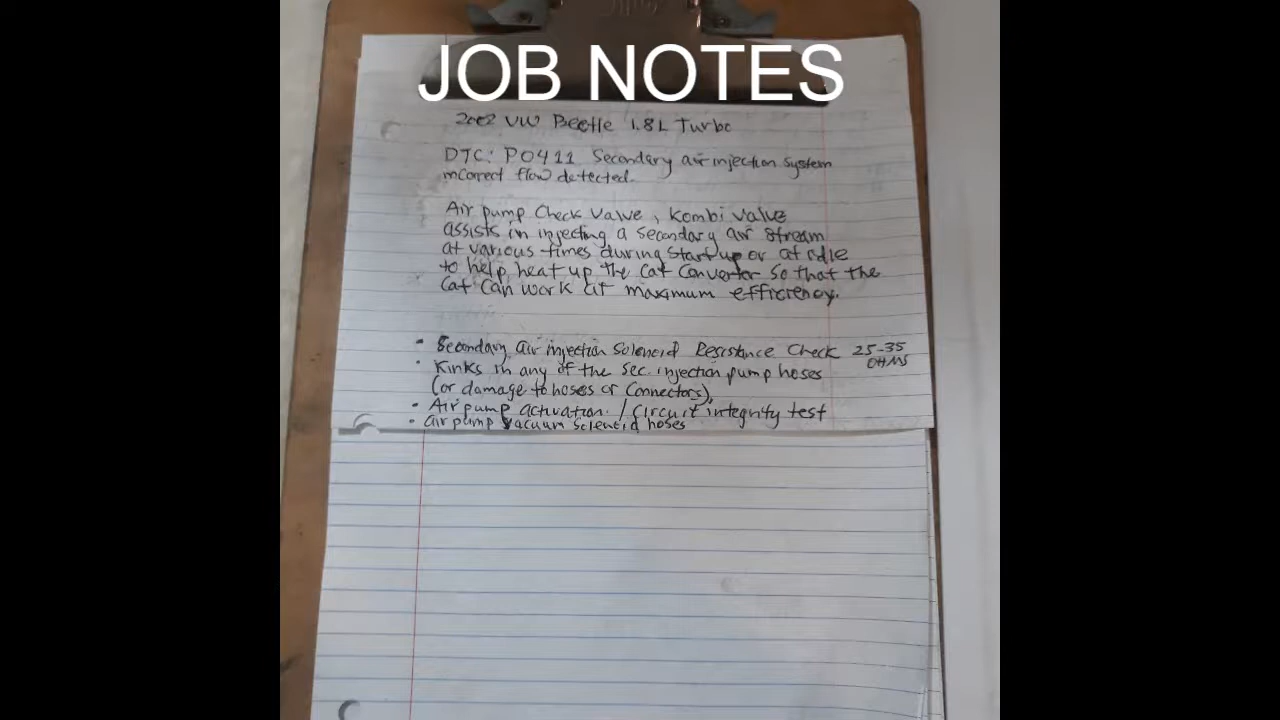 JOB NOTES
2002 VW Beetle 1.8L Turbo
DTC: P0411 Secondary air injection system
incorrect flow detected.
Air pump Check Valve, Kombi valve
assists in injecting a secondary air stream
at various times during startup or at idle
to help heat up the Cat Converter so that the
Cat can work at maximum efficiency.
- Secondary air injection Solenoid Resistance Check 25-35 OHMS
· Kinks in any of the sec. injection pump hoses
(or damage to hoses or Connectors),
· Air pump activation / Circuit integrity test
· air pump vacuum solenoid hoses